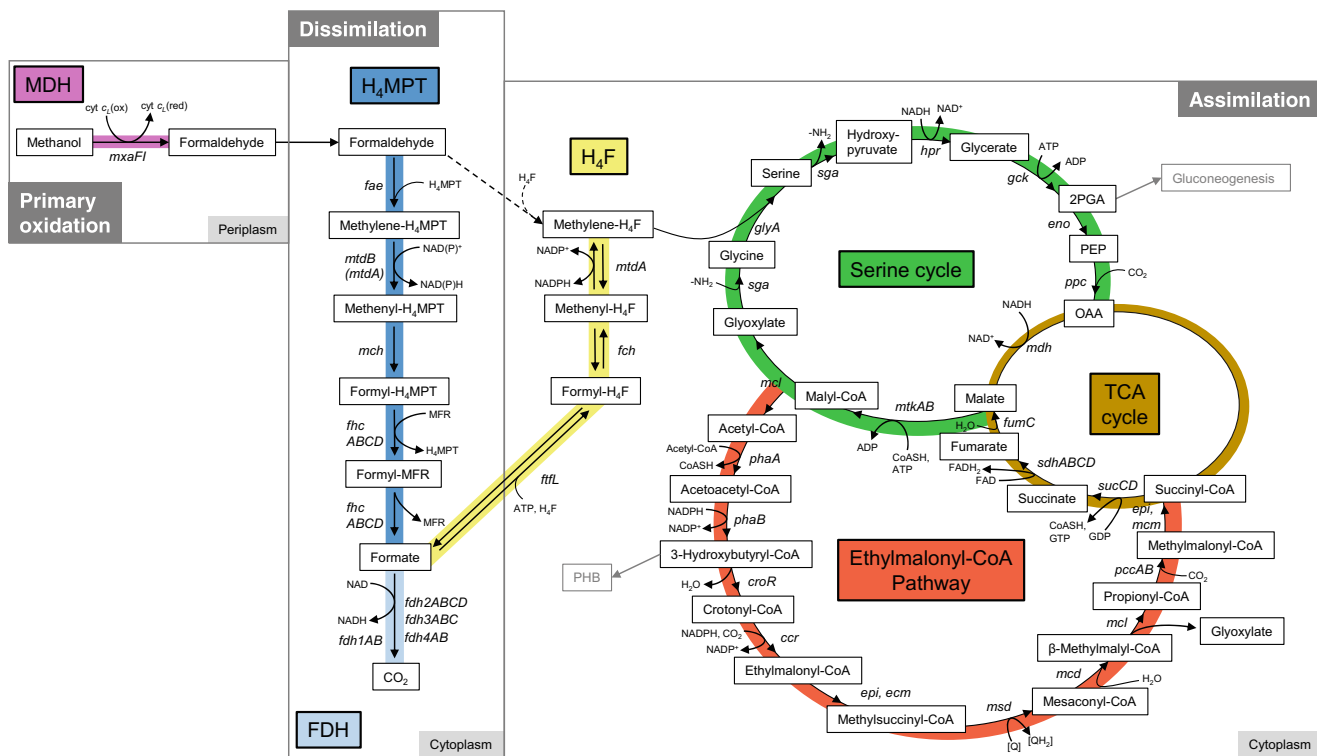 Dissimilation
MDH
cyt cL(ox)
cyt cL(red)
Methanol
mxaFI
Formaldehyde
Primary
oxidation
Periplasm
H4MPT
Formaldehyde
fae
H4MPT
Methylene-H4MPT
mtdB
(mtdA)
NAD(P)+
NAD(P)H
Methenyl-H4MPT
mch
Formyl-H4MPT
fhc
ABCD
MFR
H4MPT
Formyl-MFR
fhc
ABCD
MFR
Formate
NAD
NADH
fdh1AB
fdh2ABCD
fdh3ABC
fdh4AB
CO2
FDH
Cytoplasm
Assimilation
H4F
H4F
Methylene-H4F
NADP+
NADPH
mtdA
Methenyl-H4F
fch
Formyl-H4F
ftfL
ATP, H4F
Serine cycle
Glyoxylate
-NH2
sga
Glycine
glyA
Serine
-NH2
sga
Hydroxy-
pyruvate
NADH
NAD+
hpr
Glycerate
ATP
ADP
gck
2PGA
Gluconeogenesis
eno
PEP
ppc
CO2
OAA
NADH
NAD+
mdh
TCA
cycle
Malate
mtkAB
ADP
CoASH,
ATP
Malyl-CoA
mcl
H2O
fumC
Fumarate
FADH2
FAD
sdhABCD
Succinate
sucCD
CoASH,
GTP
GDP
Succinyl-CoA
epi,
mcm
Ethylmalonyl-CoA
Pathway
Acetyl-CoA
Acetyl-CoA
CoASH
phaA
Acetoacetyl-CoA
NADPH
NADP+
phaB
3-Hydroxybutyryl-CoA
PHB
H2O
croR
Crotonyl-CoA
NADPH, CO2
NADP+
ccr
Ethylmalonyl-CoA
epi, ecm
Methylsuccinyl-CoA
msd
[Q]
[QH2]
Mesaconyl-CoA
mcd
H2O
β-Methylmalyl-CoA
mcl
Glyoxylate
Propionyl-CoA
pccAB
CO2
Methylmalonyl-CoA
Cytoplasm